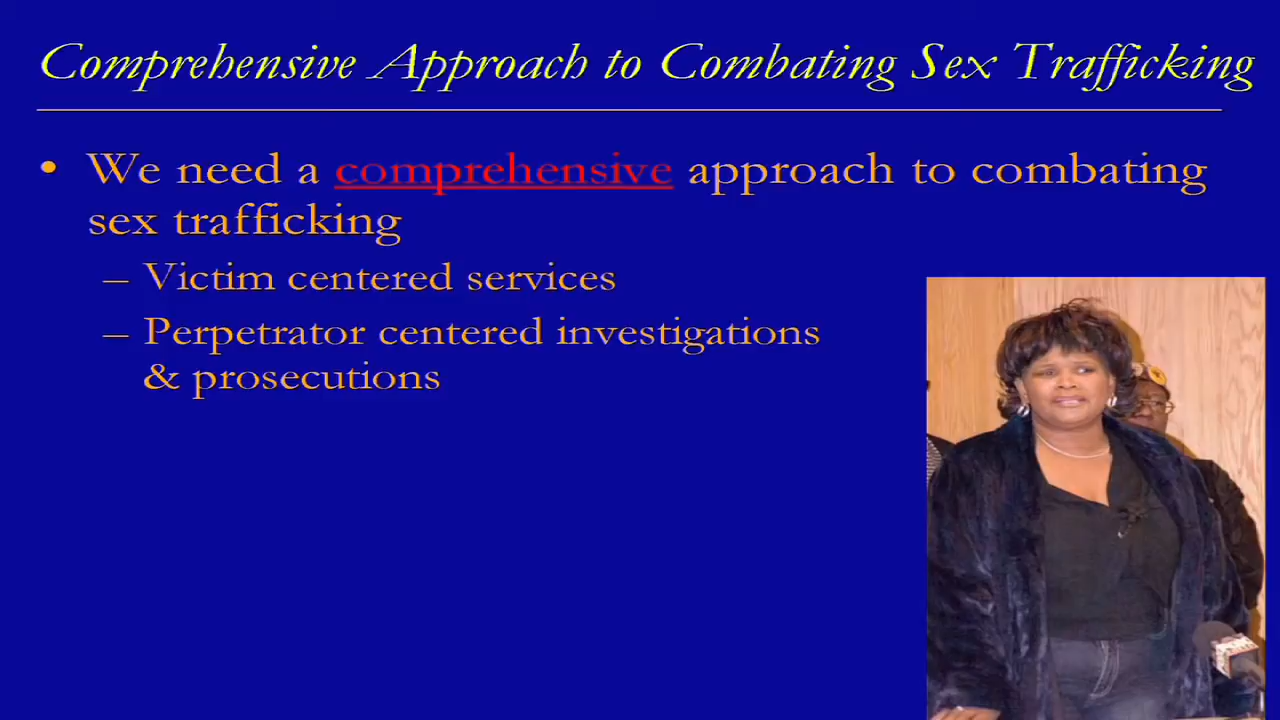 Comprehensive Approach to Combating Sex Trafficking
• We need a comprehensive approach to combating
sex trafficking
– Victim centered services
– Perpetrator centered investigations
& prosecutions